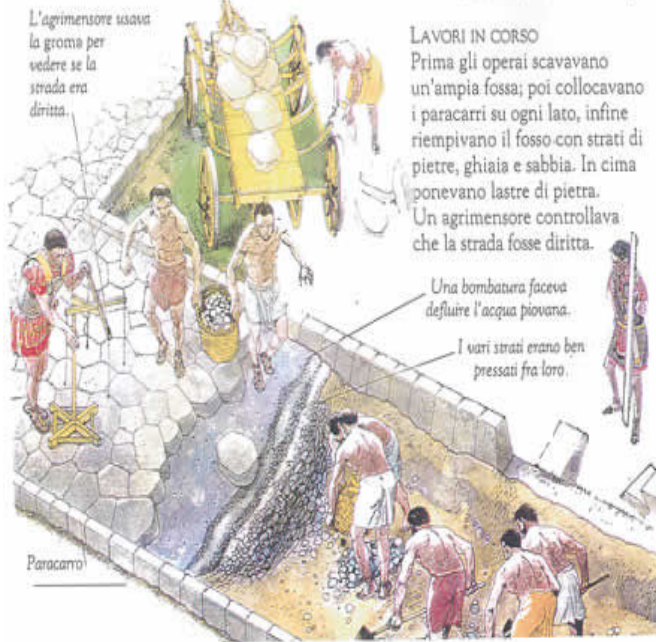 L'agrimensore usava
la groma per
vedere se la
strada era
diritta.
LAVORI IN CORSO
Prima gli operai scavavano
un'ampia fossa; poi collocavano
i paracarri su ogni lato, infine
riempivano il fosso con strati di
pietre, ghiaia e sabbia. In cima
ponevano lastre di pietra.
Un agrimensore controllava
che la strada fosse diritta.
Una bombatura faceva
defluire l'acqua piovana.
I vari strati erano ben
pressati fra loro.
Paracarro